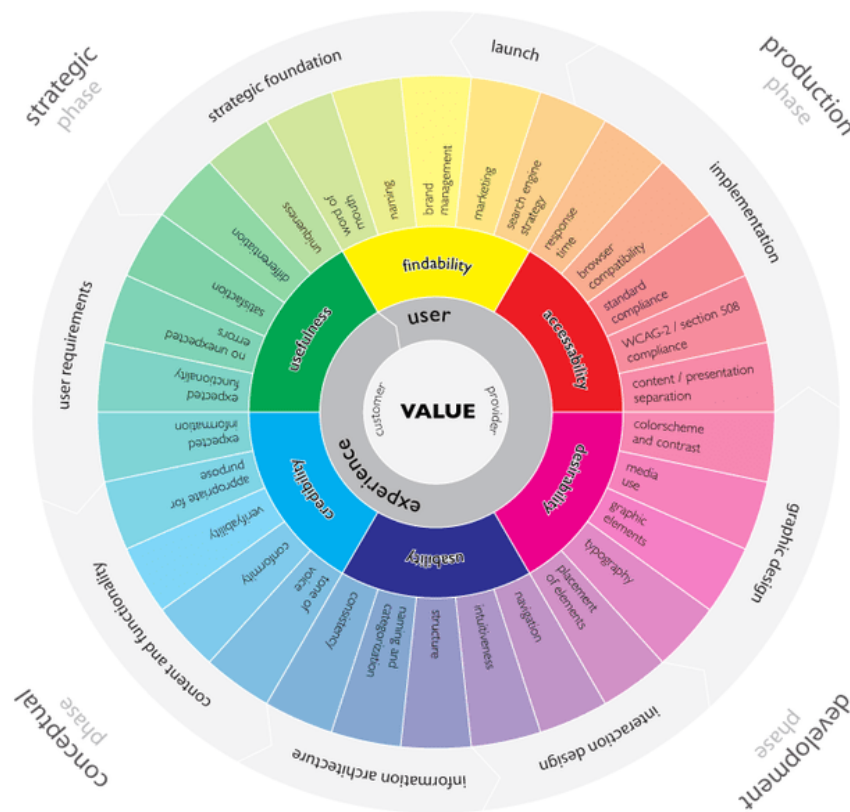 strategic
phase
production
phase
development
phase
conceptual
phase
launch
implementation
graphic design
interaction design
information architecture
content and functionality
user requirements
strategic foundation
brand
management
marketing
search engine
strategy
response
time
browser
compatibility
standard
compliance
WCAG-2 / section 508
compliance
content / presentation
separation
colorscheme
and contrast
media
use
graphic
elements
typography
placement
of elements
navigation
intuitiveness
structure
naming and
categorization
consistency
tone of
voice
conformity
verifyability
appropriate for
purpose
expected
information
expected
functionality
no unexpected
errors
satisfaction
differentiation
uniqueness
word of
mouth
naming
findability
accessability
desirability
usability
credibility
usefulness
user
experience
customer
VALUE
provider